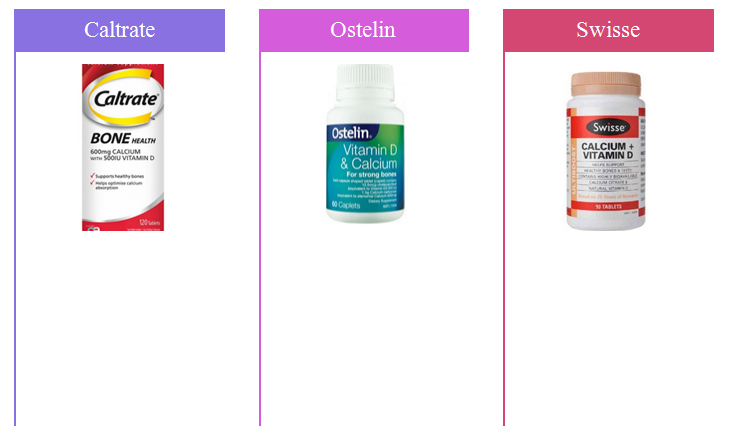 Caltrate
Ostelin
Swisse
Caltrate
BONE HEALTH
600mg CALCIUM
WITH 500IU VITAMIN D
Supports healthy bones
Helps optimise calcium
absorption
120 tablets
Ostelin
Vitamin D
& Calcium
For strong bones
60 Caplets
Swisse
CALCIUM +
VITAMIN D
HELPS SUPPORT
HEALTHY BONES & TEETH
CONTAINS HIGHLY BIOAVAILABLE
CALCIUM CITRATE &
NATURAL VITAMIN D
90 TABLETS